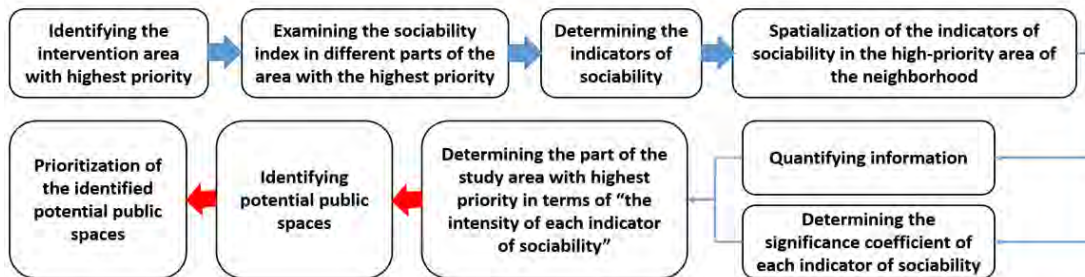 Identifying the
intervention area
with highest priority
Examining the sociability
index in different parts of the
area with the highest priority
Determining the
indicators of
sociability
Spatialization of the indicators of
sociability in the high-priority area of
the neighborhood
Prioritization of
the identified
potential public
spaces
Identifying
potential public
spaces
Determining the part of the
study area with highest
priority in terms of “the
intensity of each indicator
of sociability”
Quantifying information
Determining the
significance coefficient of
each indicator of sociability